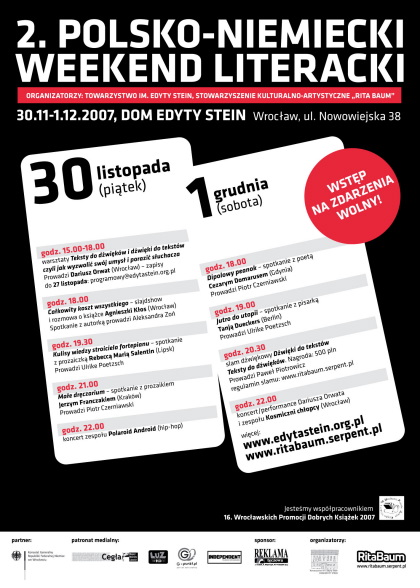 2. POLSKO-NIEMIECKI
WEEKEND LITERACKI
ORGANIZATORZY: TOWARZYSTWO IM. EDYTY STEIN, STOWARZYSZENIE KULTURALNO-ARTYSTYCZNE „RITA BAUM”
30.11-1.12.2007, DOM EDYTY STEIN Wrocław, ul. Nowowiejska 38
30 listopada
(piątek)
godz. 15.00-18.00
warsztaty Teksty do dźwięków i dźwięki do tekstów
czyli jak wyzwolić swój umysł i porazić słuchacza
Prowadzi Dariusz Orwat (Wrocław) – zapisy
do 27 listopada: programowy@edytastein.org.pl
godz. 18.00
Całkowity koszt wszystkiego – slajdshow
i rozmowa o książce Agnieszki Kłos (Wrocław)
Spotkanie z autorką prowadzi Aleksandra Zoń
godz. 19.30
Kulisy wiedzy stroiciela fortepianu – spotkanie
z prozaiczką Rebeccą Marią Salentin (Lipsk)
Prowadzi Ulrike Poetzsch
godz. 21.00
Małe dręczarium – spotkanie z prozaikiem
Jerzym Franczakiem (Kraków)
Prowadzi Piotr Czerniawski
godz. 22.00
koncert zespołu Polaroid Android (hip-hop)
1 grudnia
(sobota)
WSTĘP
NA ZDARZENIA
WOLNY!
godz. 18.00
Dipolowy peanok – spotkanie z poetą
Cezarym Domarusem (Gdynia)
Prowadzi Piotr Czerniawski
godz. 19.00
Jutro do utopii – spotkanie z pisarką
Tanją Dueckers (Berlin)
Prowadzi Ulrike Poetzsch
godz. 20.30
slam dźwiękowy Dźwięki do tekstów
Teksty do dźwięków. Nagroda: 500 pln
Prowadzi Paweł Piotrowicz
regulamin slamu: www.ritabaum.serpent.pl
godz. 22.00
koncert/performance Dariusza Orwata
i zespołu Kosmiczni chłopcy (Wrocław)
więcej:
www.edytastein.org.pl
www.ritabaum.serpent.pl
Jesteśmy współpracownikiem
16. Wrocławskich Promocji Dobrych Książek 2007
partner:
patronat medialny:
sponsor:
organizatorzy:
Cegła
LUZ
G
INDEPENDENT
REKLAMA
RitaBaum
www.ritabaum.serpent.pl